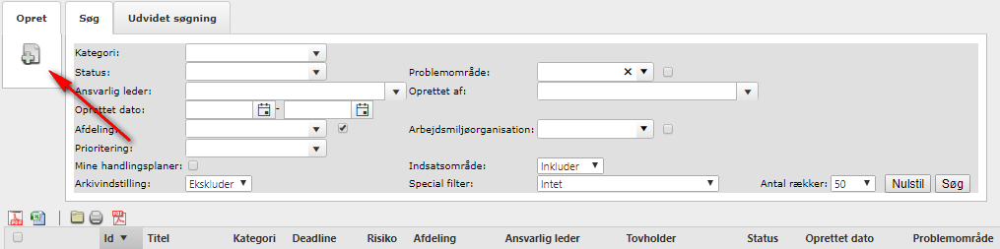 Opret Søg Udvidet søgning
Kategori:
Status: Problemområde:
Ansvarlig leder: Oprettet af:
Oprettet dato: -
Afdeling: Arbejdsmiljøorganisation:
Prioritering:
Mine handlingsplaner: Indsatsområde: Inkluder
Arkivindstilling: Ekskluder Special filter: Intet Antal rækker: 50 Nulstil Søg
Id Titel Kategori Deadline Risiko Afdeling Ansvarlig leder Tovholder Status Oprettet dato Problemområde